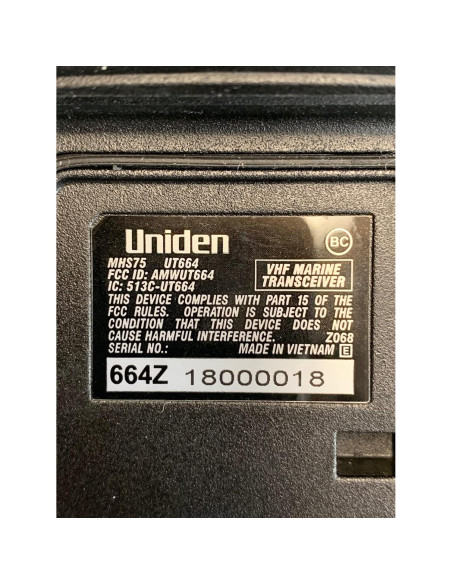 Uniden
BC
MHS75 UT664
FCC ID: AMWUT664
IC: 513C-UT664
VHF MARINE
TRANSCEIVER
THIS DEVICE COMPLIES WITH PART 15 OF THE
FCC RULES. OPERATION IS SUBJECT TO THE
CONDITION THAT THIS DEVICE DOES NOT
CAUSE HARMFUL INTERFERENCE. Z068
SERIAL NO.: MADE IN VIETNAM E
664Z 18000018